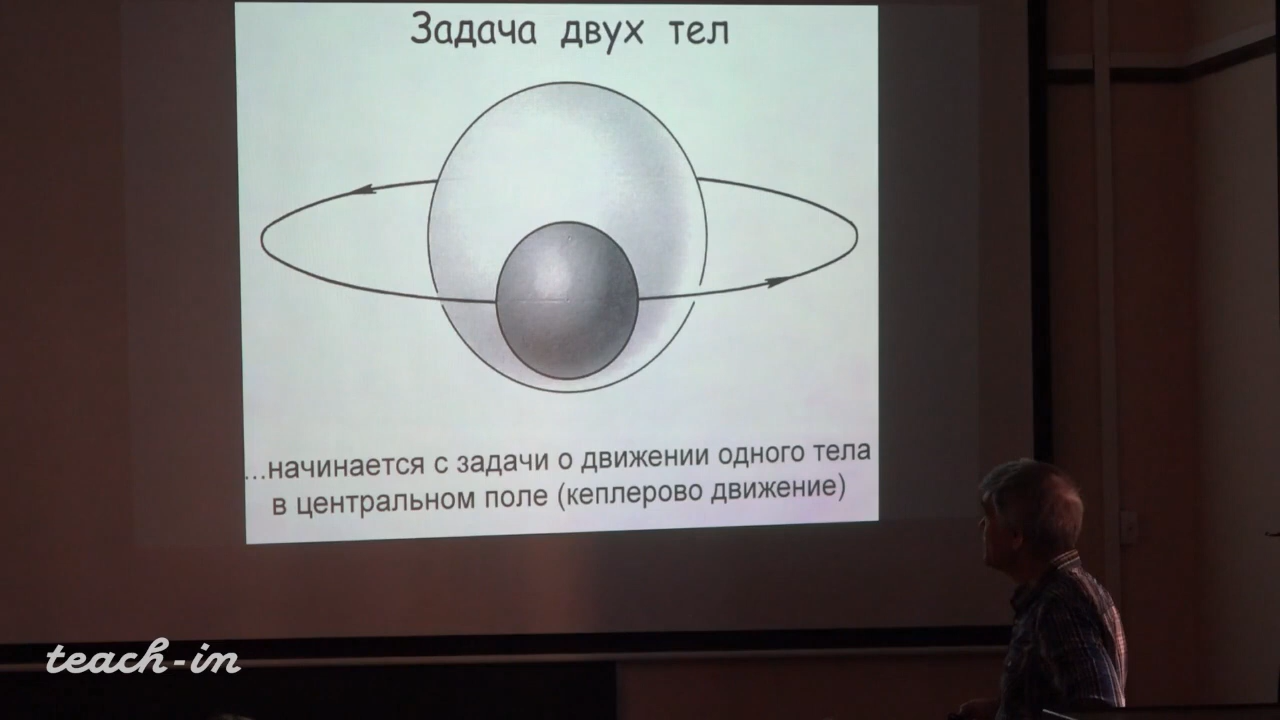 Задача двух тел
...начинается с задачи о движении одного тела
в центральном поле (кеплерово движение)
teach-in